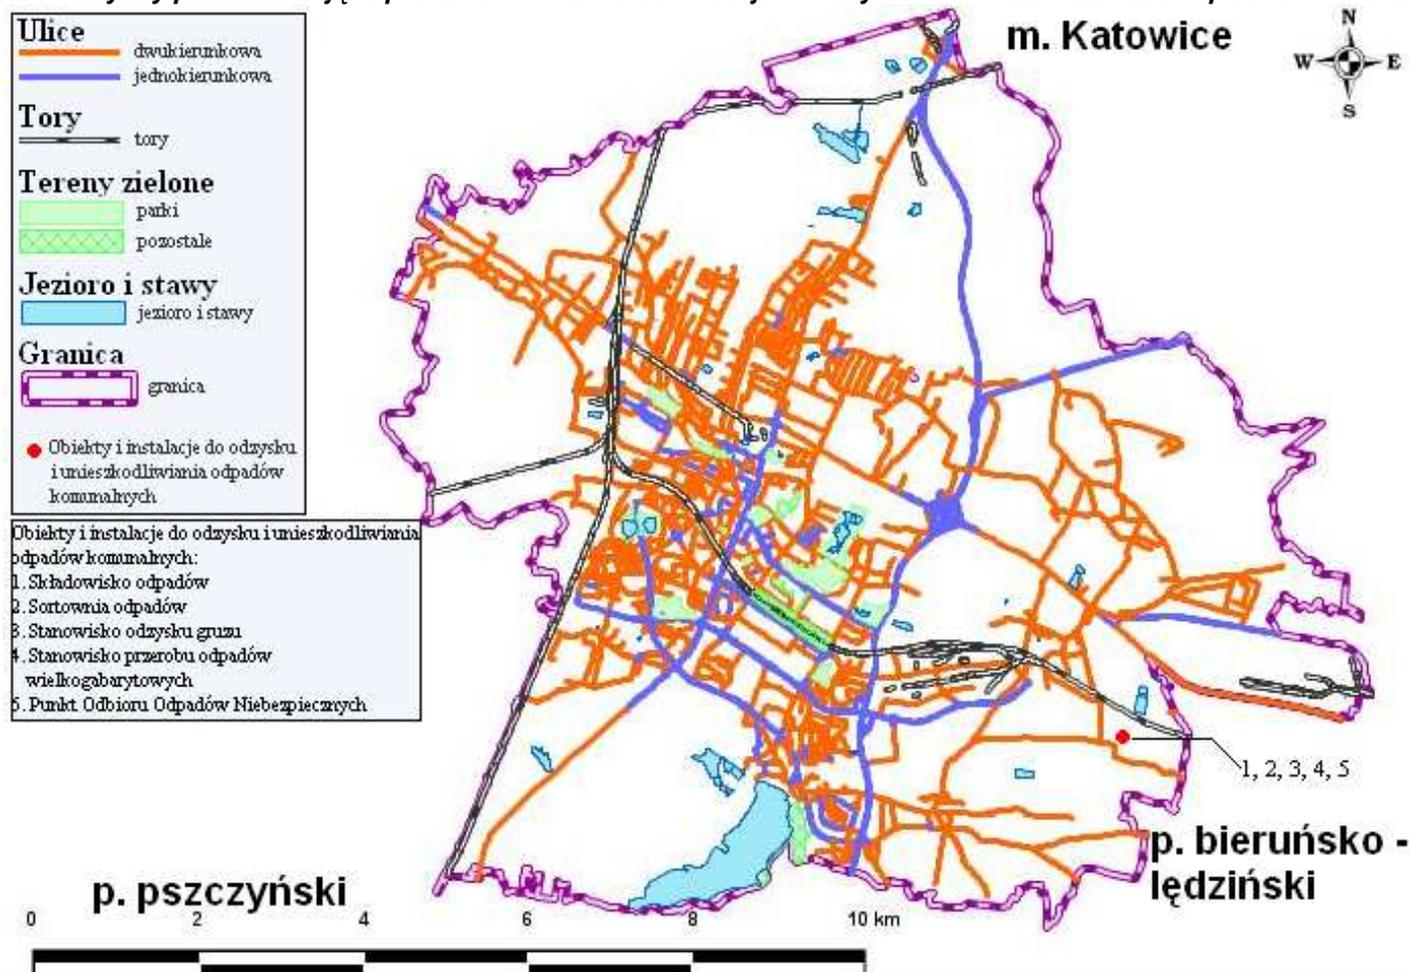 m. Katowice
N
W
E
S
Ulice
dwukierunkowa
jednokierunkowa
Tory
tory
Tereny zielone
parki
pozostałe
Jezioro i stawy
jezioro i stawy
Granica
granica
Obiekty i instalacje do odzysku
i unieszkodliwiania odpadów
komunalnych
Obiekty i instalacje do odzysku i unieszkodliwiania
odpadów komunalnych:
1. Składowisko odpadów
2. Sortownia odpadów
3. Stanowisko odzysku gruzu
4. Stanowisko przerobu odpadów
wielkogabarytowych
5. Punkt Odbioru Odpadów Niebezpiecznych
1, 2, 3, 4, 5
p. bieruńsko -
lędziński
p. pszczyński
0 2 4 6 8 10 km